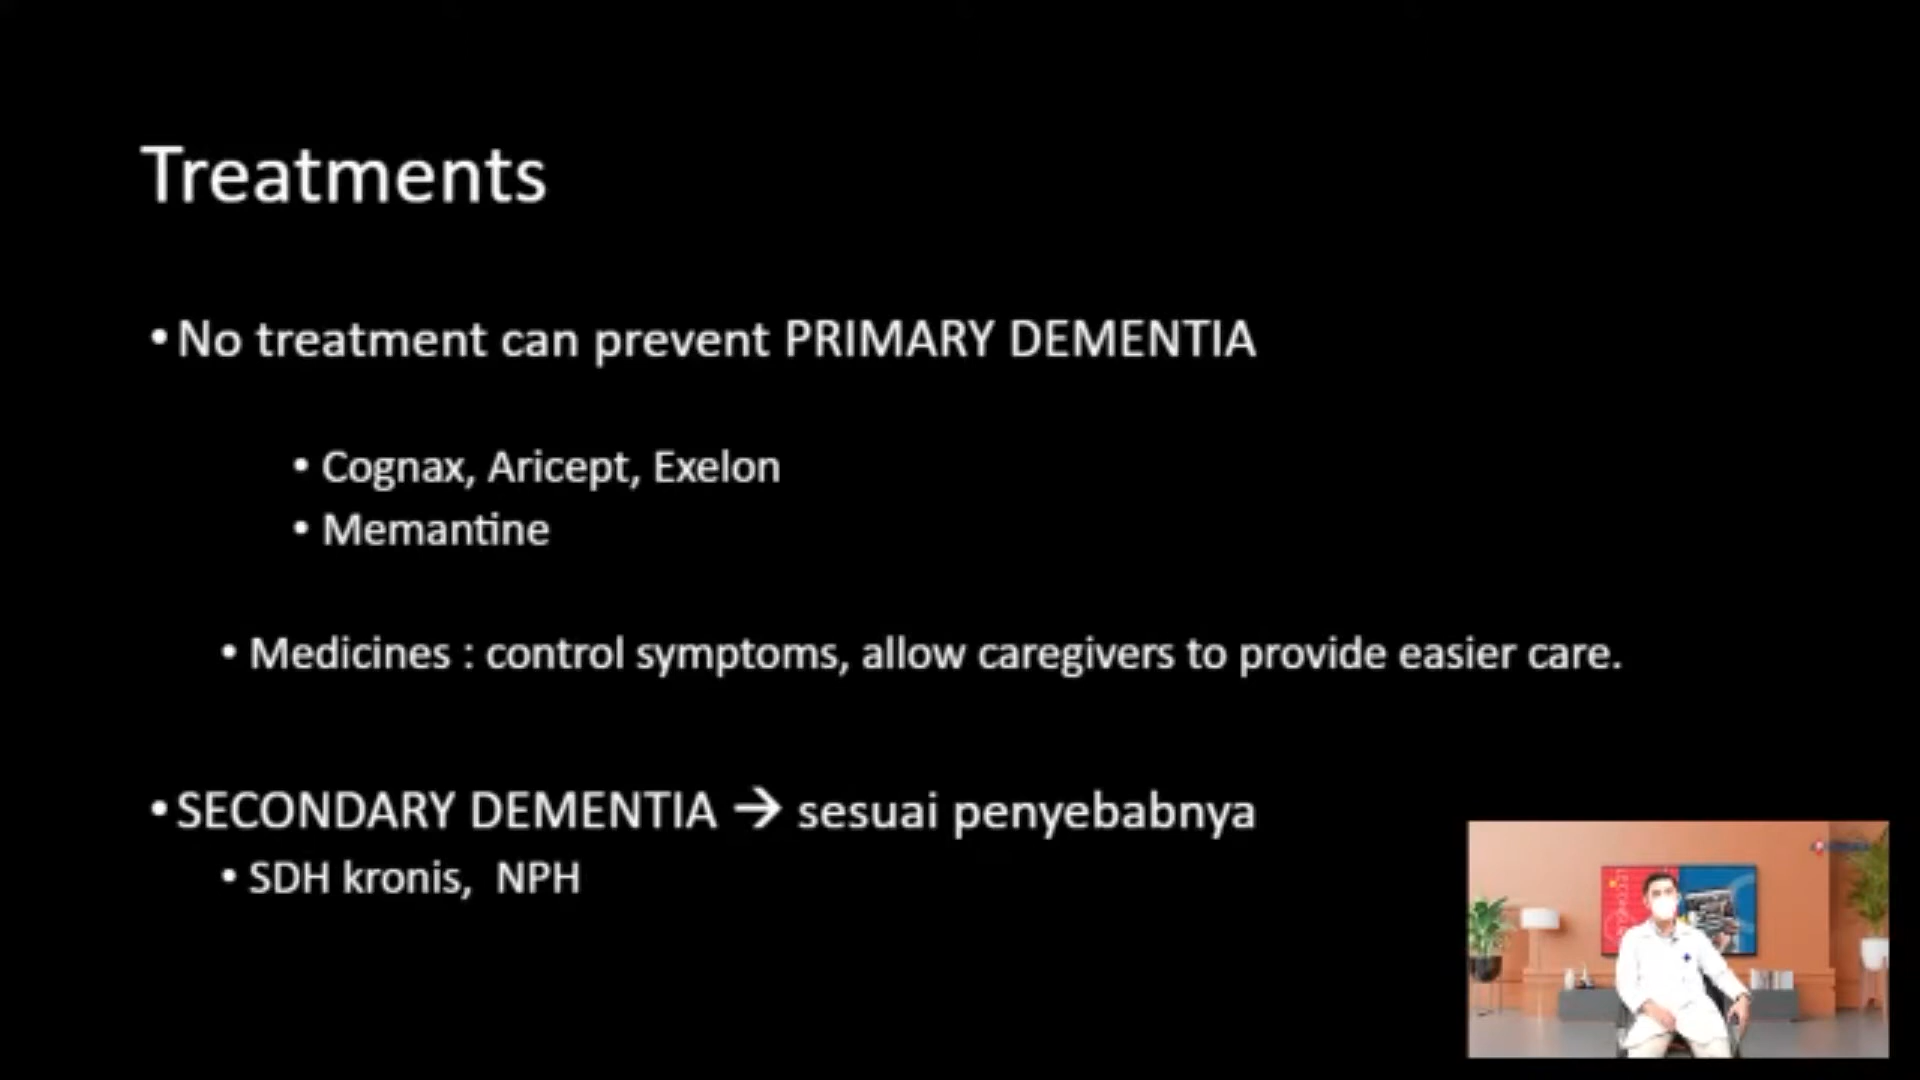 Treatments
•No treatment can prevent PRIMARY DEMENTIA
• Cognax, Aricept, Exelon
• Memantine
• Medicines : control symptoms, allow caregivers to provide easier care.
•SECONDARY DEMENTIA → sesuai penyebabnya
• SDH kronis, NPH